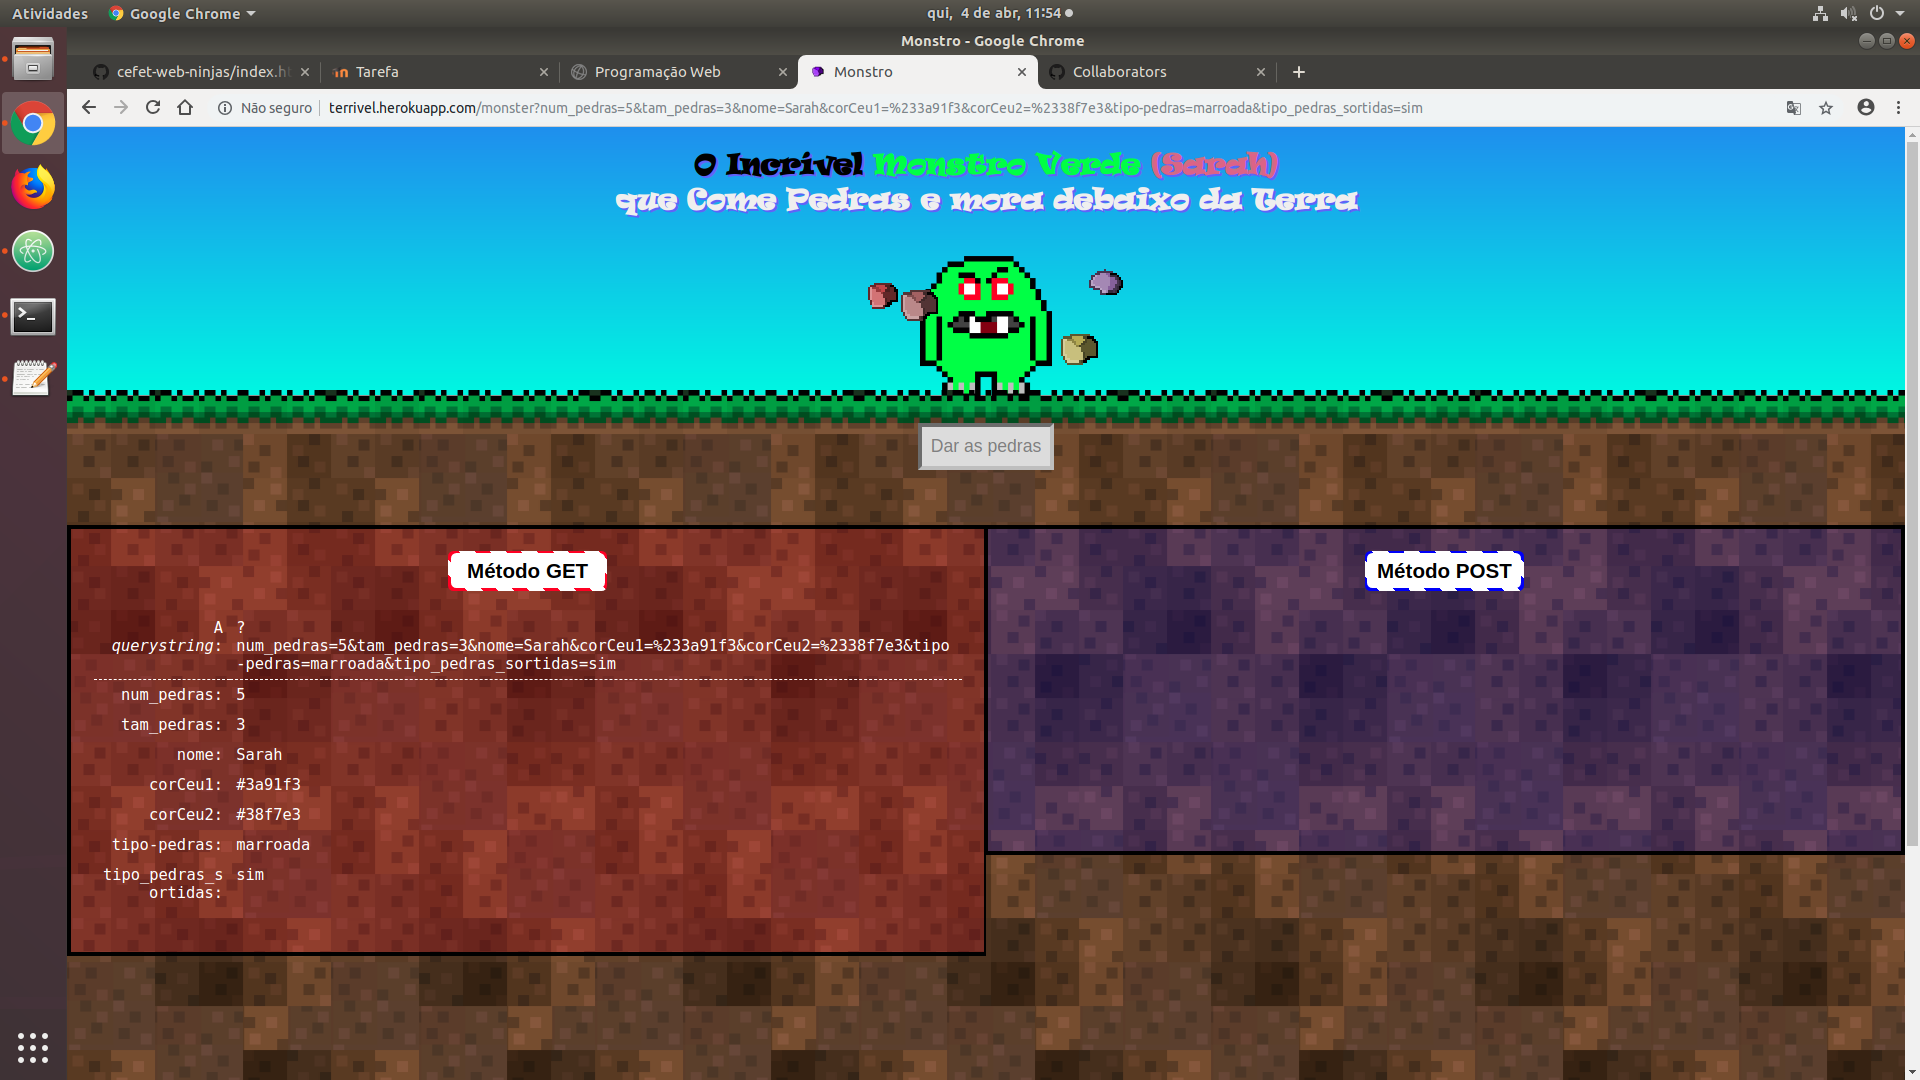 Atividades
Google Chrome
qui, 4 de abr, 11:54
Monstro - Google Chrome
cefet-web-ninjas/index.ht
Tarefa
Programação Web
Monstro
Collaborators
Não seguro
terrivel.herokuapp.com/monster?num_pedras=5&tam_pedras=3&nome=Sarah&corCeu1=%233a91f3&corCeu2=%2338f7e3&tipo-pedras=marroada&tipo_pedras_sortidas=sim
O Incrível Monstro Verde (Sarah)
que Come Pedras e mora debaixo da Terra
Dar as pedras
Método GET
A ?
querystring: num_pedras=5&tam_pedras=3&nome=Sarah&corCeu1=%233a91f3&corCeu2=%2338f7e3&tipo
-pedras=marroada&tipo_pedras_sortidas=sim
num_pedras: 5
tam_pedras: 3
nome: Sarah
corCeu1: #3a91f3
corCeu2: #38f7e3
tipo-pedras: marroada
tipo_pedras_s sim
ortidas:
Método POST